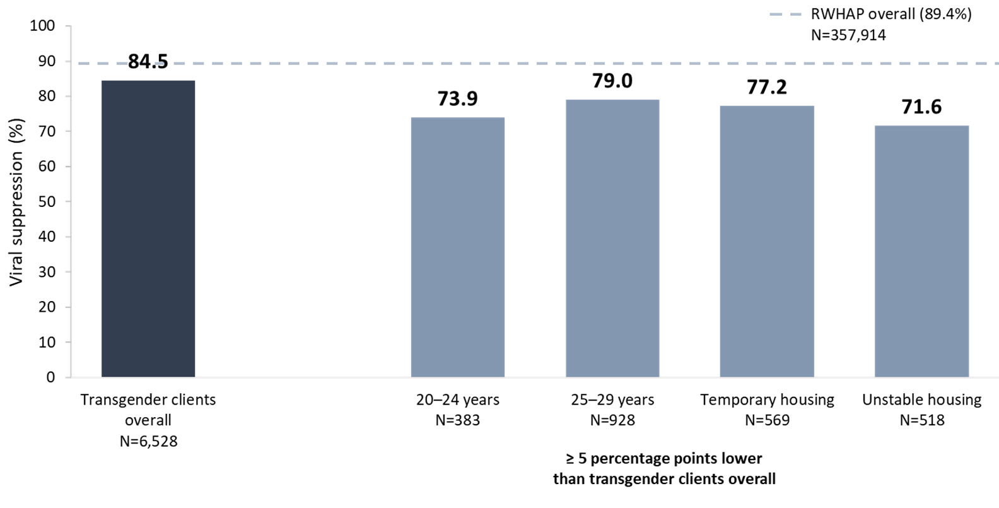 RWHAP overall (89.4%)
N=357,914
100
90
80
70
60
50
40
30
20
10
0
Viral suppression (%)
84.5
73.9
79.0
77.2
71.6
Transgender clients
overall
N=6,528
20–24 years
N=383
25–29 years
N=928
Temporary housing
N=569
Unstable housing
N=518
≥ 5 percentage points lower
than transgender clients overall